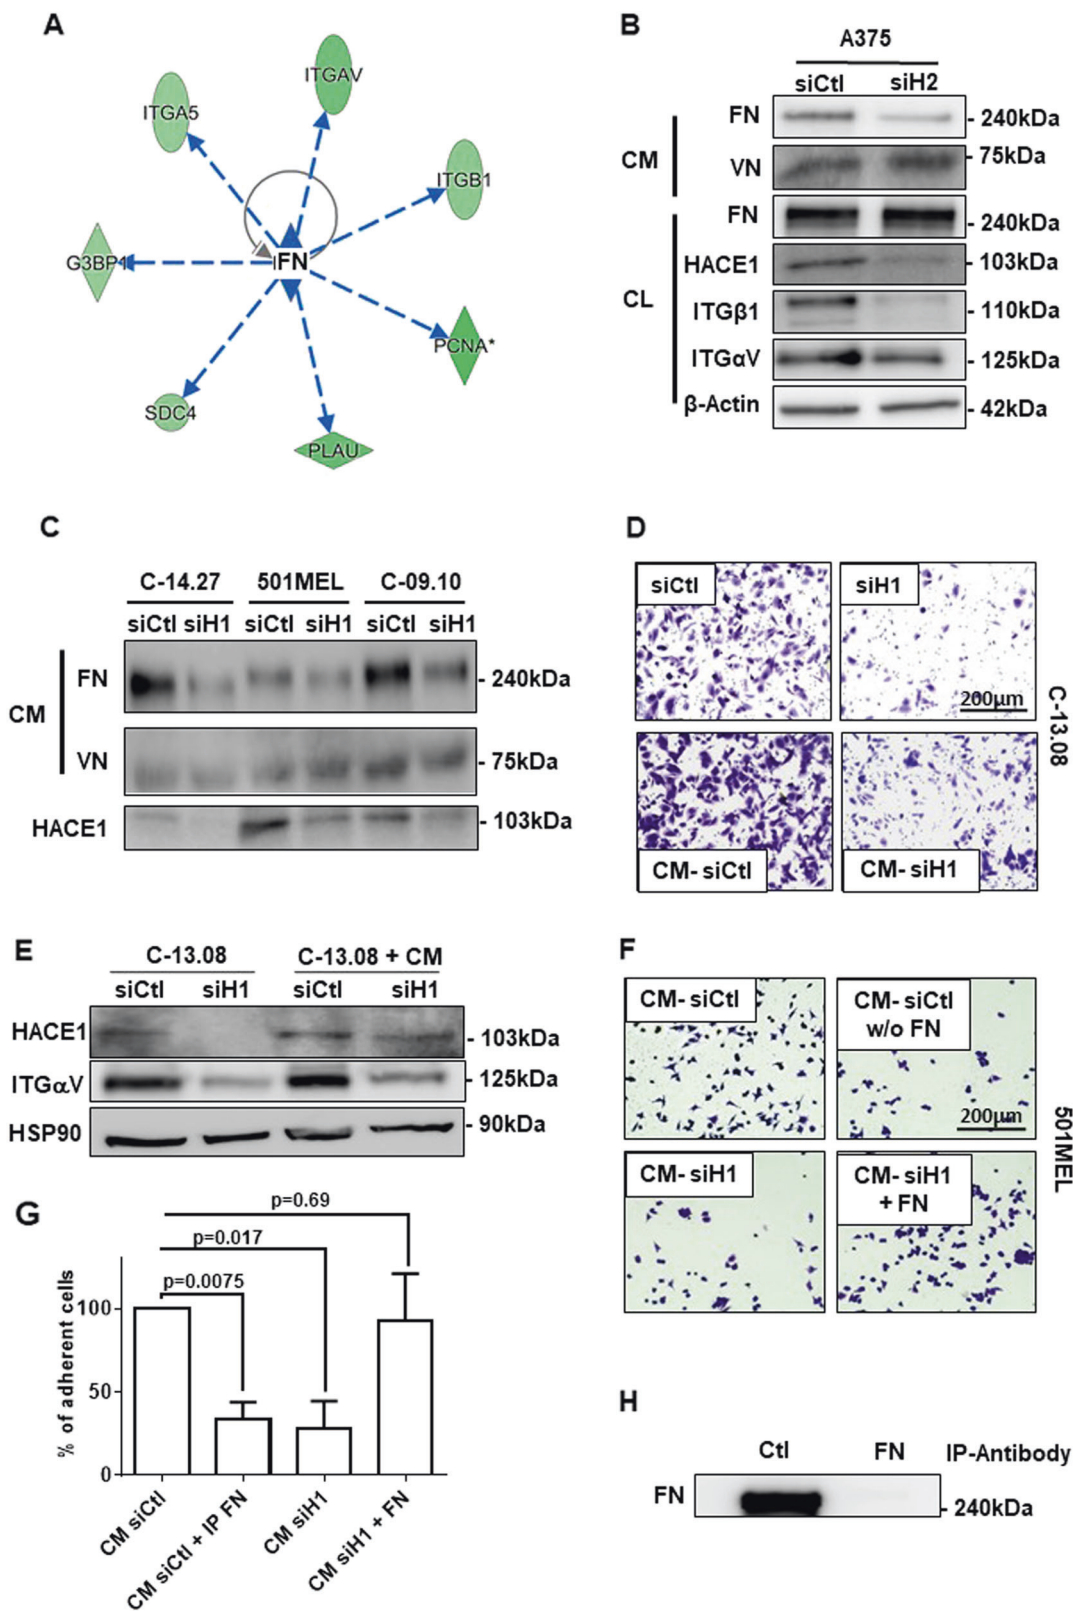 A
ITGAV
ITGA5
ITGB1
G3BP1
FN
PCNA*
SDC4
PLAU
B
A375
siCtl siH2
CM
FN - 240kDa
VN - 75kDa
CL
FN - 240kDa
HACE1 - 103kDa
ITGβ1 - 110kDa
ITGαV - 125kDa
β-Actin - 42kDa
C
C-14.27 501MEL C-09.10
siCtl siH1 siCtl siH1 siCtl siH1
CM
FN - 240kDa
VN - 75kDa
HACE1 - 103kDa
D
siCtl
siH1
200µm
CM- siCtl
CM- siH1
C-13.08
E
C-13.08 C-13.08 + CM
siCtl siH1 siCtl siH1
HACE1 - 103kDa
ITGαV - 125kDa
HSP90 - 90kDa
F
CM- siCtl
CM- siCtl
w/o FN
200µm
CM- siH1
CM- siH1
+ FN
501MEL
G
p=0.69
p=0.017
p=0.0075
% of adherent cells
100
50
0
CM siCtl
CM siCtl + IP FN
CM siH1
CM siH1 + FN
H
Ctl FN IP-Antibody
FN - 240kDa